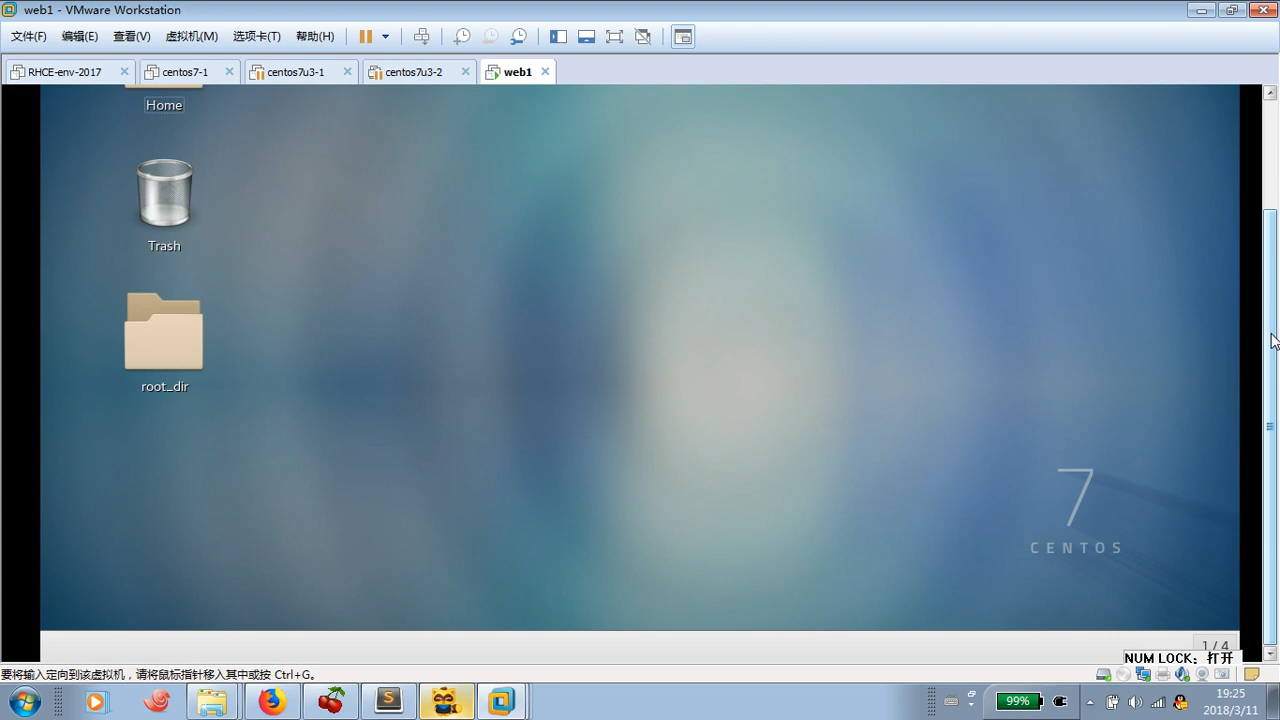 web1 - VMware Workstation
文件(F) 编辑(E) 查看(V) 虚拟机(M) 选项卡(T) 帮助(H)
RHCE-env-2017 centos7-1 centos7u3-1 centos7u3-2 web1
Home
Trash
root_dir
7
CENTOS
1 / 4
NUM LOCK：打开
要将输入定向到该虚拟机，请将鼠标指针移入其中或按 Ctrl+G。
99%
19:25
2018/3/11